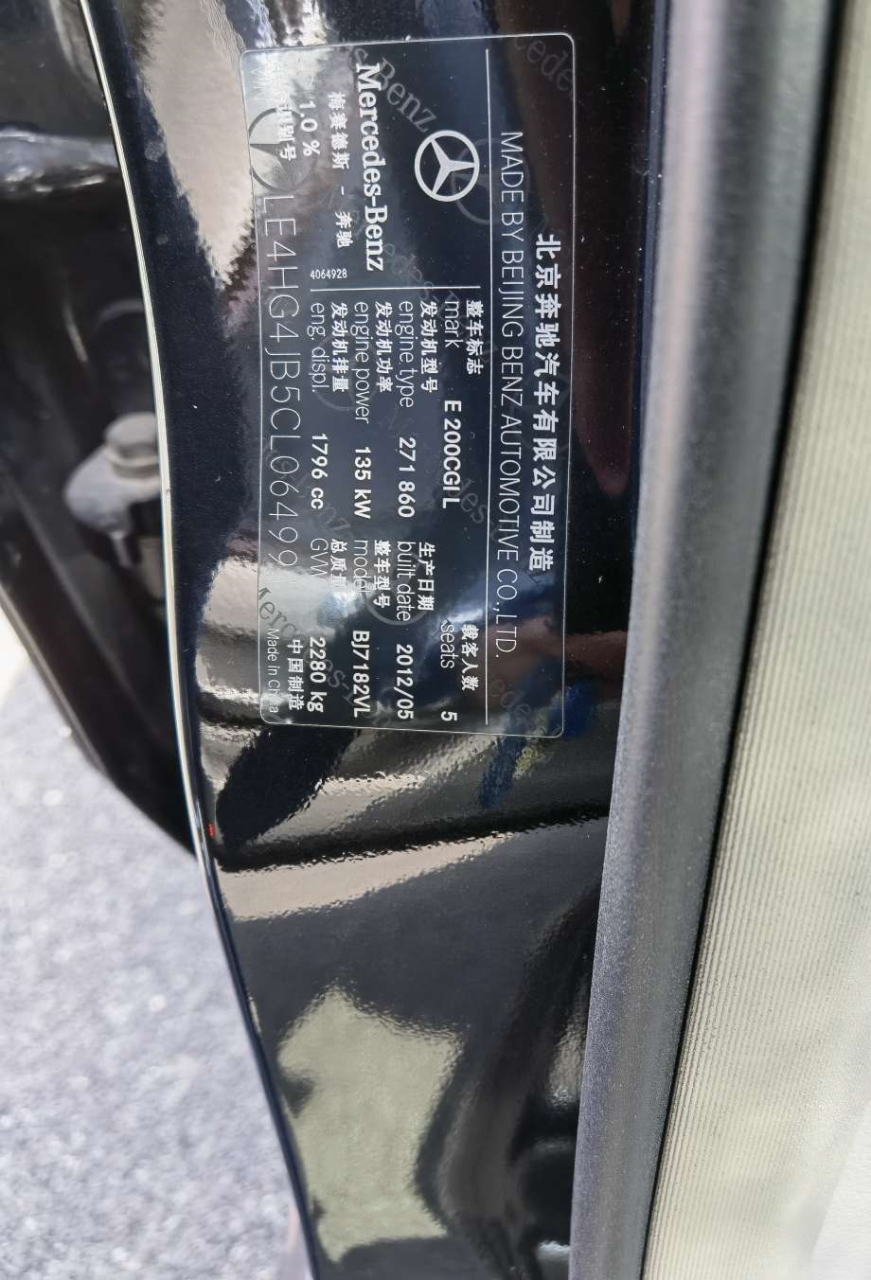 北京奔驰汽车有限公司制造
MADE BY BEIJING BENZ AUTOMOTIVE CO.,LTD.
Mercedes-Benz
梅赛德斯 - 奔驰
4064928
整车标志 载客人数
mark E 200CGI L seats 5
发动机型号 生产日期
engine type 271 860 built date 2012/05
发动机功率 整车型号
engine power 135 kW model BJ7182VL
发动机排量 总质量
eng. displ. 1796 cc GVW 2280 kg
1.0 %
别号 LE4HG4JB5CL06499 中国制造
Made in China